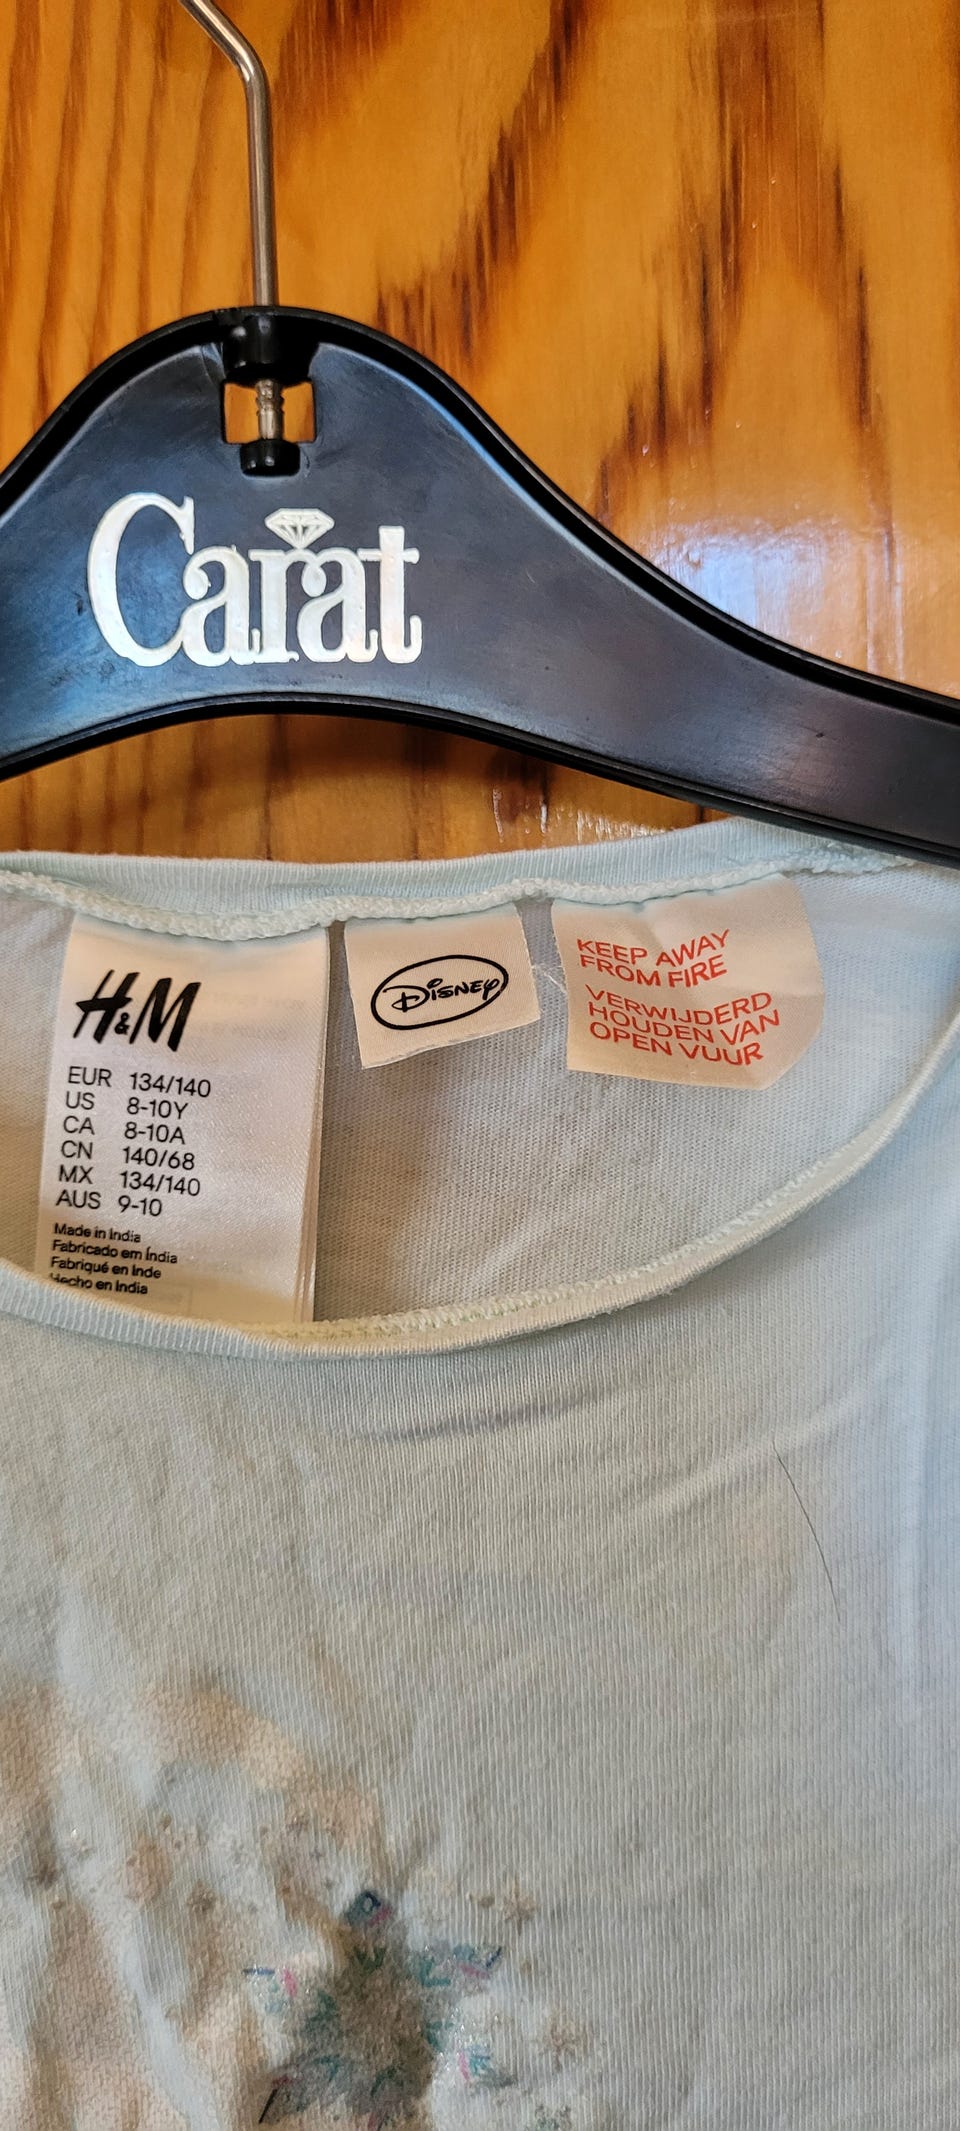 Carat
H&M
EUR 134/140
US 8-10Y
CA 8-10A
CN 140/68
MX 134/140
AUS 9-10
Made in India
Fabricado em Índia
Fabriqué en Inde
Hecho en India
Disney
KEEP AWAY
FROM FIRE
VERWIJDERD
HOUDEN VAN
OPEN VUUR